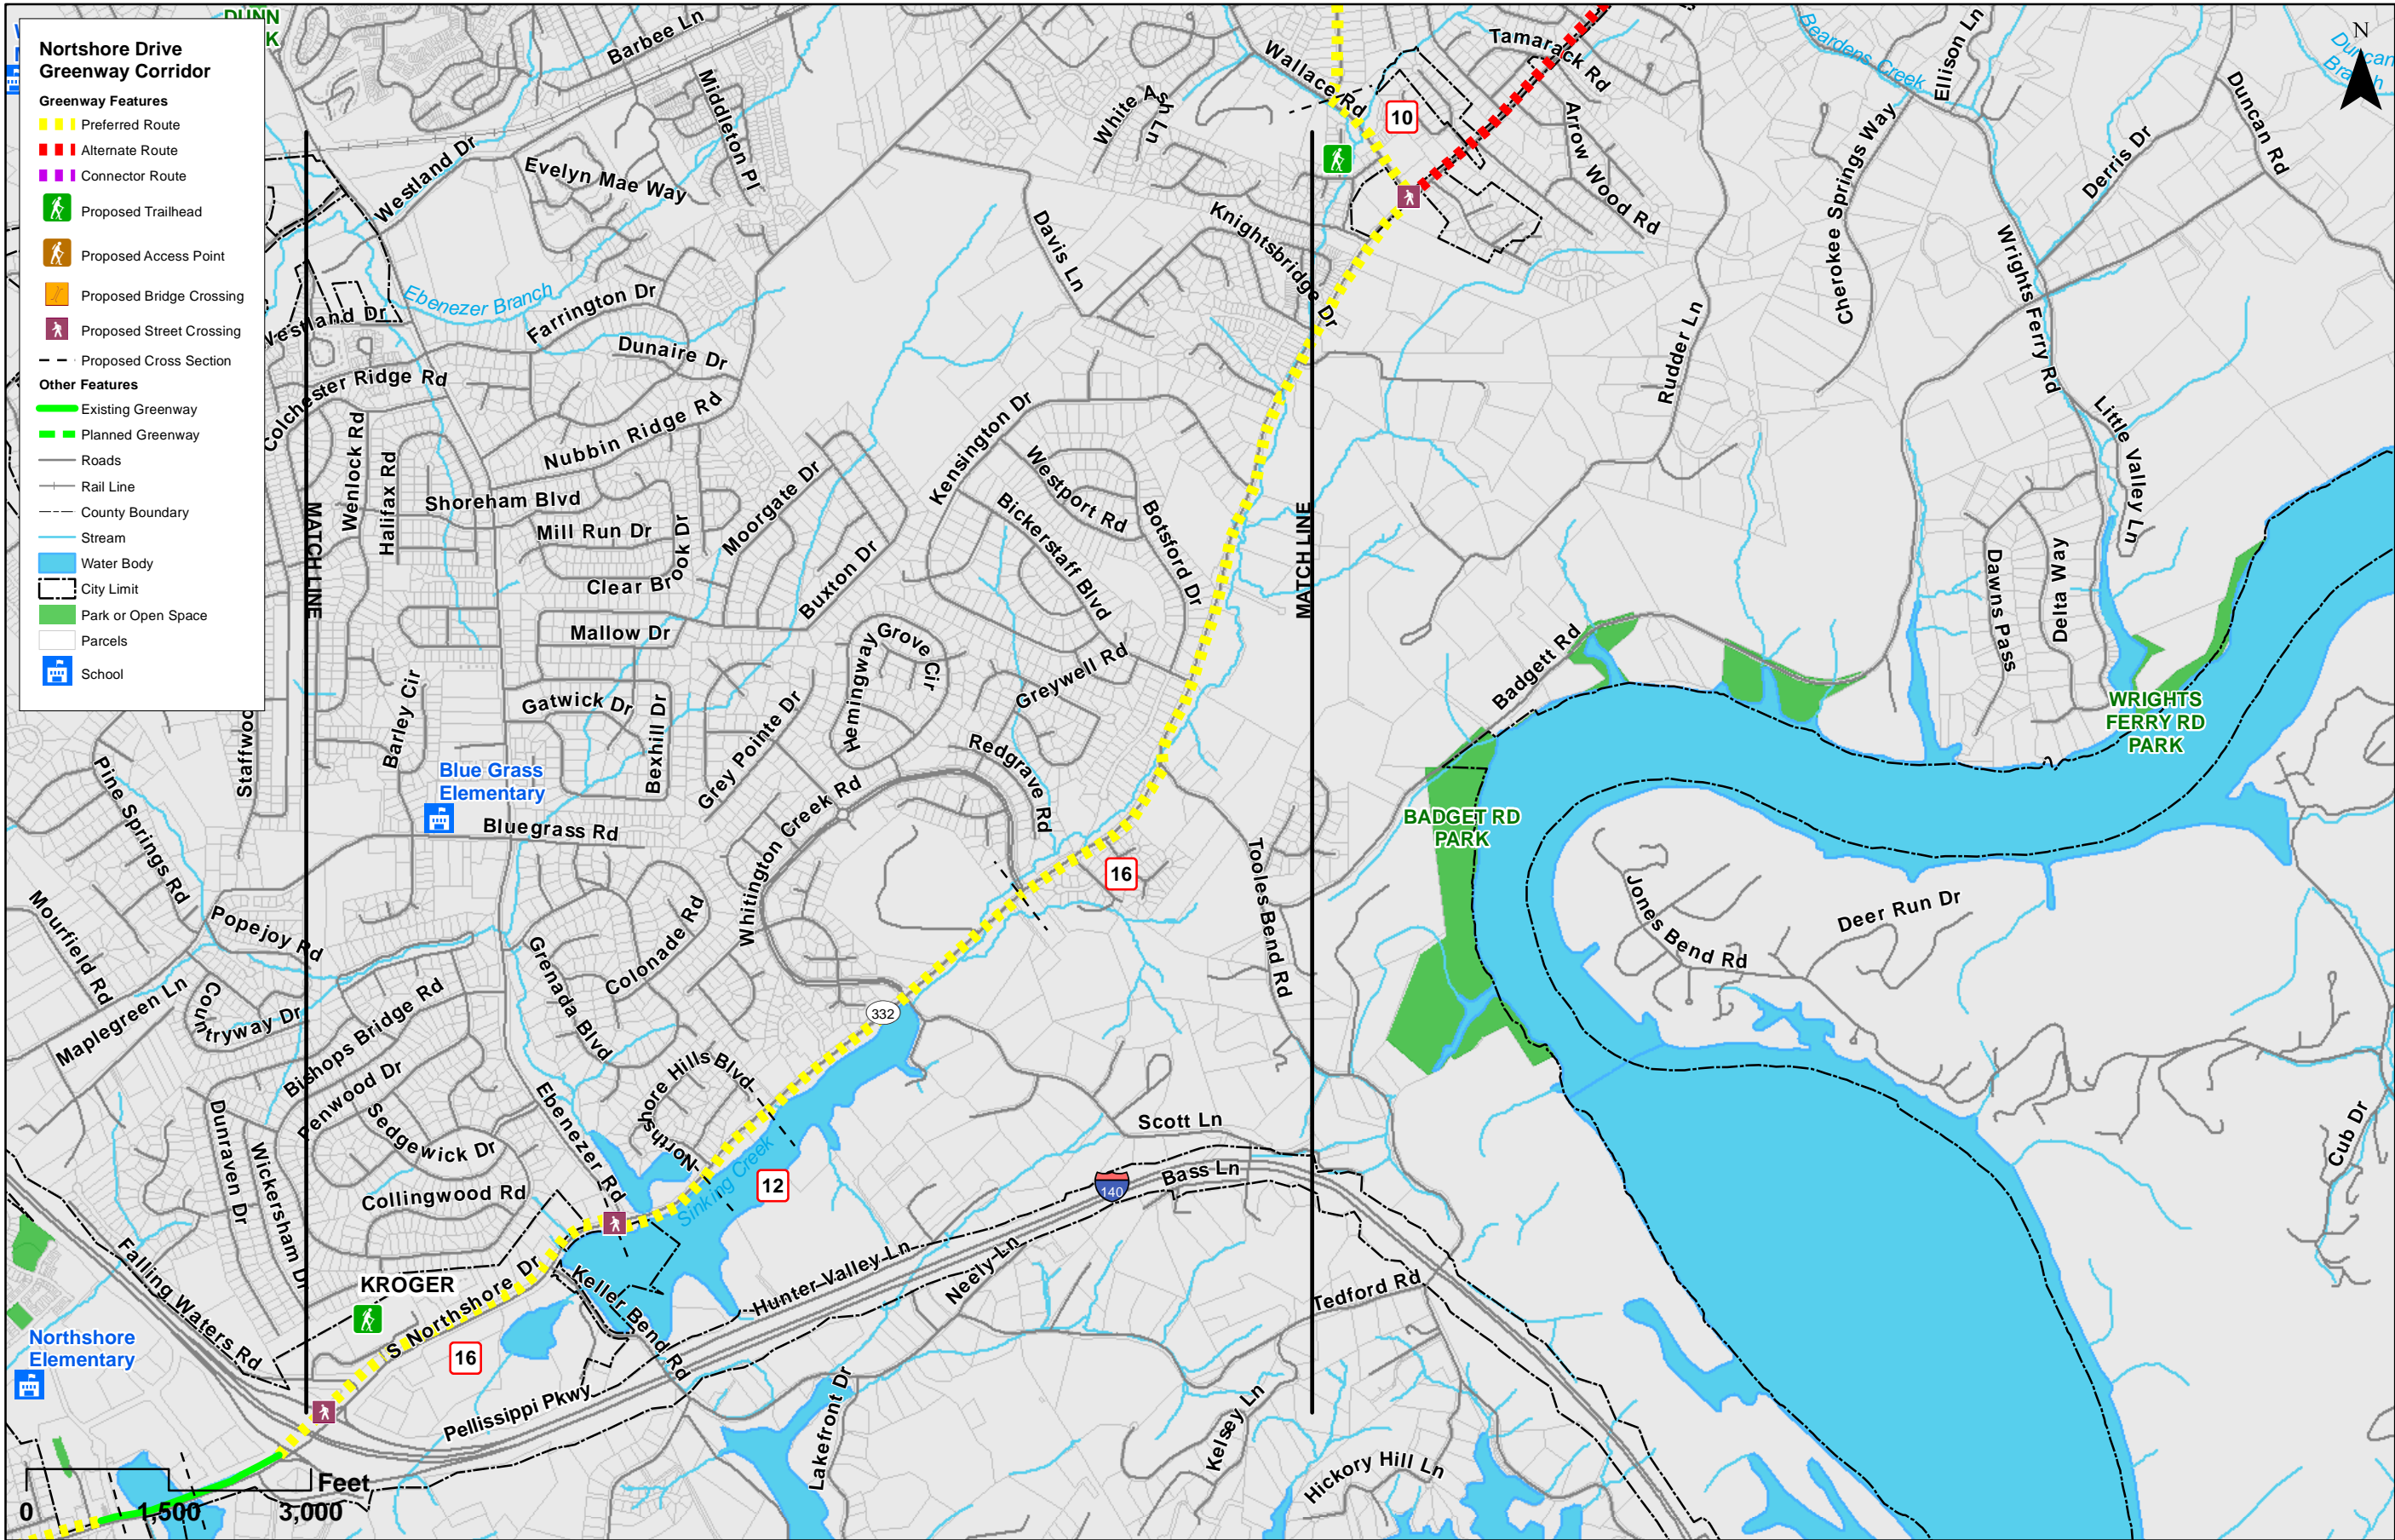 Nortshore Drive
Greenway Corridor
Greenway Features
Preferred Route
Alternate Route
Connector Route
Proposed Trailhead
Proposed Access Point
Proposed Bridge Crossing
Proposed Street Crossing
Proposed Cross Section
Other Features
Existing Greenway
Planned Greenway
Roads
Rail Line
County Boundary
Stream
Water Body
City Limit
Park or Open Space
Parcels
School
DUNN
Barbee Ln
Middleton Pl
Westland Dr
Evelyn Mae Way
White Ash Ln
Wallace Rd
10
Tamarack Rd
Arrow Wood Rd
Beardens Creek
Ellison Ln
N
Duncan
Branch
Duncan Rd
Derris Dr
Cherokee Springs Way
Wrights Ferry Rd
Knightsbridge Dr
Davis Ln
Ebenezer Branch
Farrington Dr
Westland Dr
Dunaire Dr
Colchester Ridge Rd
Nubbin Ridge Rd
Rudder Ln
Little Valley Ln
Kensington Dr
Westport Rd
Bickerstaff Blvd
Botsford Dr
Wenlock Rd
Halifax Rd
MATCH LINE
MATCH LINE
Shoreham Blvd
Mill Run Dr
Clear Brook Dr
Moorgate Dr
Buxton Dr
Mallow Dr
Dawns Pass
Delta Way
Hemingway Grove Cir
Greywell Rd
Badgett Rd
WRIGHTS
FERRY RD
PARK
Barley Cir
Gatwick Dr
Bexhill Dr
Grey Pointe Dr
Redgrave Rd
Pine Springs Rd
Blue Grass
Elementary
Bluegrass Rd
Whittington Creek Rd
BADGET RD
PARK
16
Tooles Bend Rd
Jones Bend Rd
Deer Run Dr
Mourfield Rd
Popejoy Rd
Maplegreen Ln
Countryway Dr
Bishops Bridge Rd
Grenada Blvd
Colonade Rd
332
Penwood Dr
Sedgewick Dr
Dunraven Dr
Wickersham Dr
Collingwood Rd
Ebenezer Rd
Northshore Hills Blvd
Sinking Creek
12
Scott Ln
140
Bass Ln
Cub Dr
Falling Waters Rd
KROGER
S Northshore Dr
Keller Bend Rd
Hunter Valley Ln
Neely Ln
Tedford Rd
Northshore
Elementary
16
Pellissippi Pkwy
Lakefront Dr
Kelsey Ln
Hickory Hill Ln
Feet
0
1,500
3,000